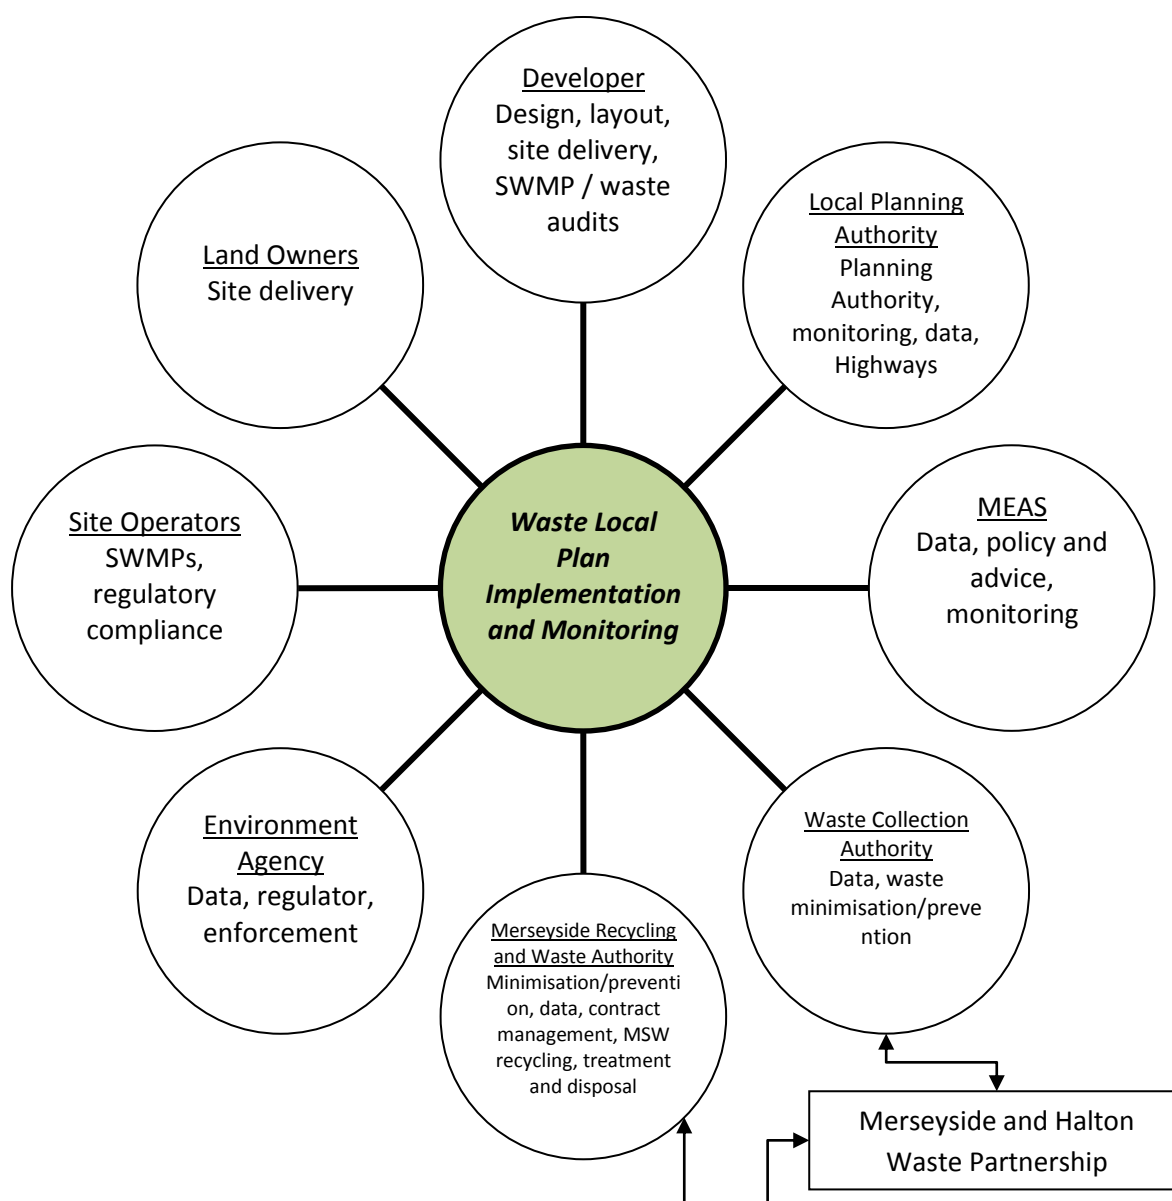 Developer
Design, layout,
site delivery,
SWMP / waste
audits
Local Planning
Authority
Planning
Authority,
monitoring, data,
Highways
Land Owners
Site delivery
MEAS
Data, policy and
advice,
monitoring
Site Operators
SWMPs,
regulatory
compliance
Waste Local
Plan
Implementation
and Monitoring
Waste Collection
Authority
Data, waste
minimisation/preve
ntion
Environment
Agency
Data, regulator,
enforcement
Merseyside Recycling
and Waste Authority
Minimisation/preventi
on, data, contract
management, MSW
recycling, treatment
and disposal
Merseyside and Halton
Waste Partnership